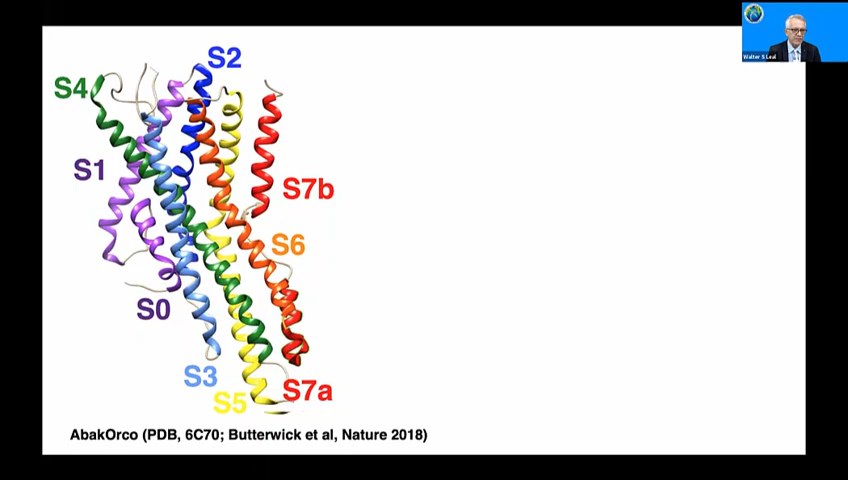 S2
S4
S1
S7b
S6
S0
S3
S7a
S5
AbakOrco (PDB, 6C70; Butterwick et al, Nature 2018)
Walter S Leal